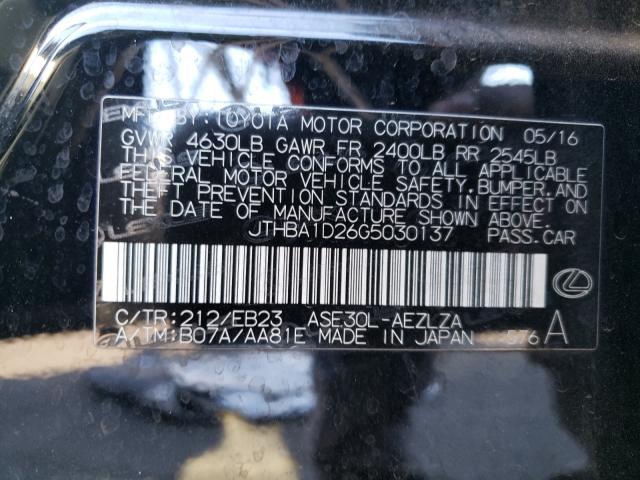 MFD. BY: TOYOTA MOTOR CORPORATION 05/16
GVWR 4630LB GAWR FR 2400LB RR 2545LB
THIS VEHICLE CONFORMS TO ALL APPLICABLE
FEDERAL MOTOR VEHICLE SAFETY,BUMPER,AND
THEFT PREVENTION STANDARDS IN EFFECT ON
THE DATE OF MANUFACTURE SHOWN ABOVE.
JTHBA1D26G5030137 PASS.CAR
C/TR:212/EB23 ASE30L-AEZLZA
A/TM:B07A/AA81E MADE IN JAPAN 576 A